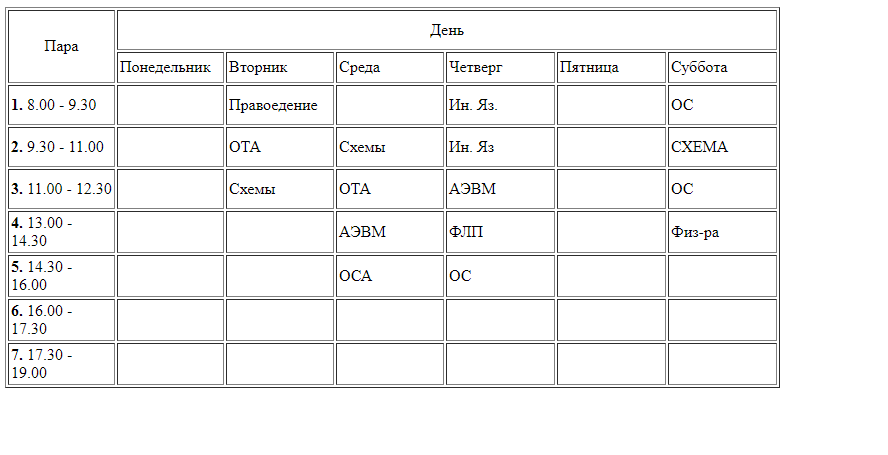 Пара День
Понедельник Вторник Среда Четверг Пятница Суббота
1. 8.00 - 9.30 Правоедение Ин. Яз. ОС
2. 9.30 - 11.00 ОТА Схемы Ин. Яз СХЕМА
3. 11.00 - 12.30 Схемы ОТА АЭВМ ОС
4. 13.00 -
14.30 АЭВМ ФЛП Физ-ра
5. 14.30 -
16.00 ОСА ОС
6. 16.00 -
17.30
7. 17.30 -
19.00